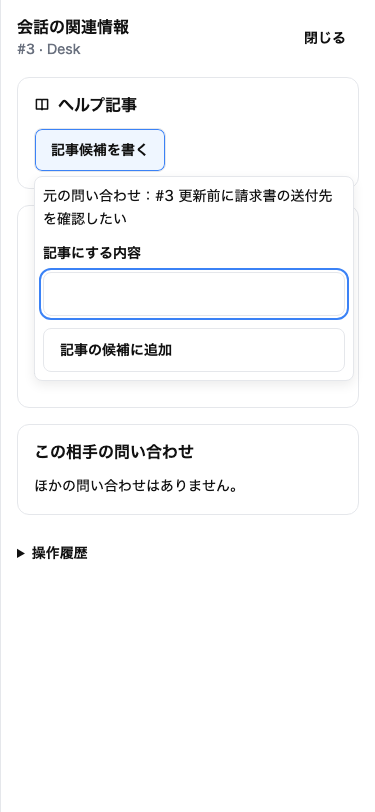 会話の関連情報
#3 · Desk
閉じる
ヘルプ記事
記事候補を書く
元の問い合わせ：#3 更新前に請求書の送付先
を確認したい
記事にする内容
記事の候補に追加
この相手の問い合わせ
ほかの問い合わせはありません。
操作履歴